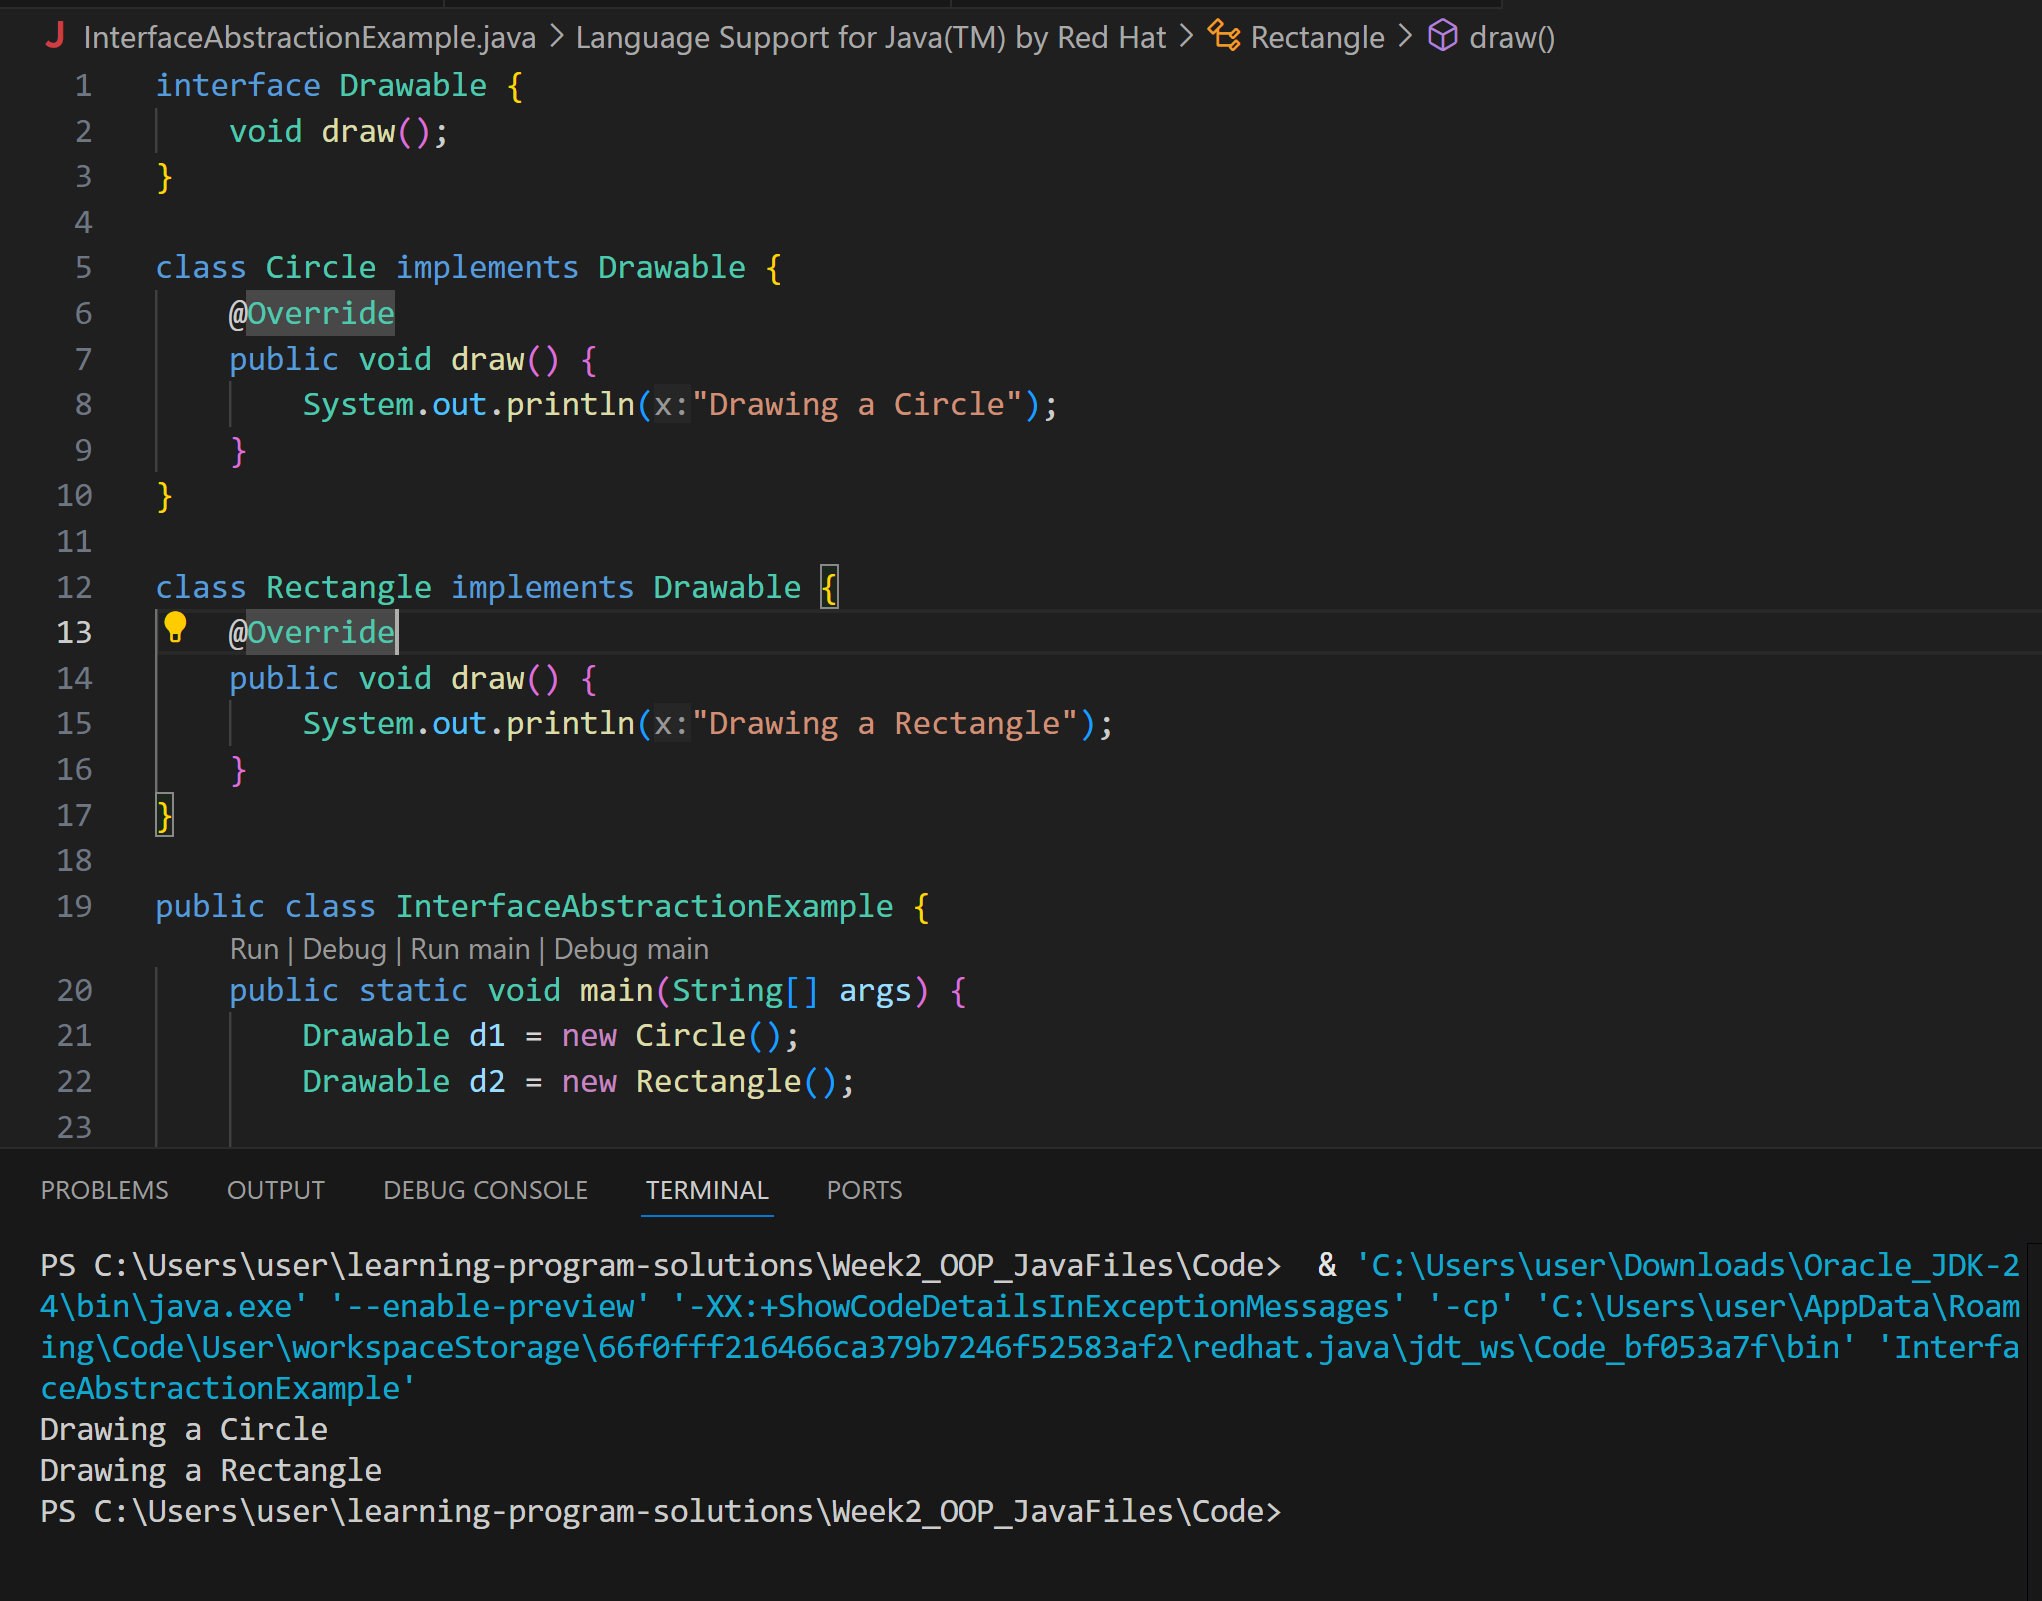 InterfaceAbstractionExample.java > Language Support for Java(TM) by Red Hat > Rectangle > draw()
1 interface Drawable {
2     void draw();
3 }
4
5 class Circle implements Drawable {
6     @Override
7     public void draw() {
8         System.out.println(x:"Drawing a Circle");
9     }
10 }
11
12 class Rectangle implements Drawable {
13     @Override
14     public void draw() {
15         System.out.println(x:"Drawing a Rectangle");
16     }
17 }
18
19 public class InterfaceAbstractionExample {
Run | Debug | Run main | Debug main
20     public static void main(String[] args) {
21         Drawable d1 = new Circle();
22         Drawable d2 = new Rectangle();
23
PROBLEMS OUTPUT DEBUG CONSOLE TERMINAL PORTS
PS C:\Users\user\learning-program-solutions\Week2_OOP_JavaFiles\Code>  & 'C:\Users\user\Downloads\Oracle_JDK-2
4\bin\java.exe' '--enable-preview' '-XX:+ShowCodeDetailsInExceptionMessages' '-cp' 'C:\Users\user\AppData\Roam
ing\Code\User\workspaceStorage\66f0fff216466ca379b7246f52583af2\redhat.java\jdt_ws\Code_bf053a7f\bin' 'Interfa
ceAbstractionExample'
Drawing a Circle
Drawing a Rectangle
PS C:\Users\user\learning-program-solutions\Week2_OOP_JavaFiles\Code>